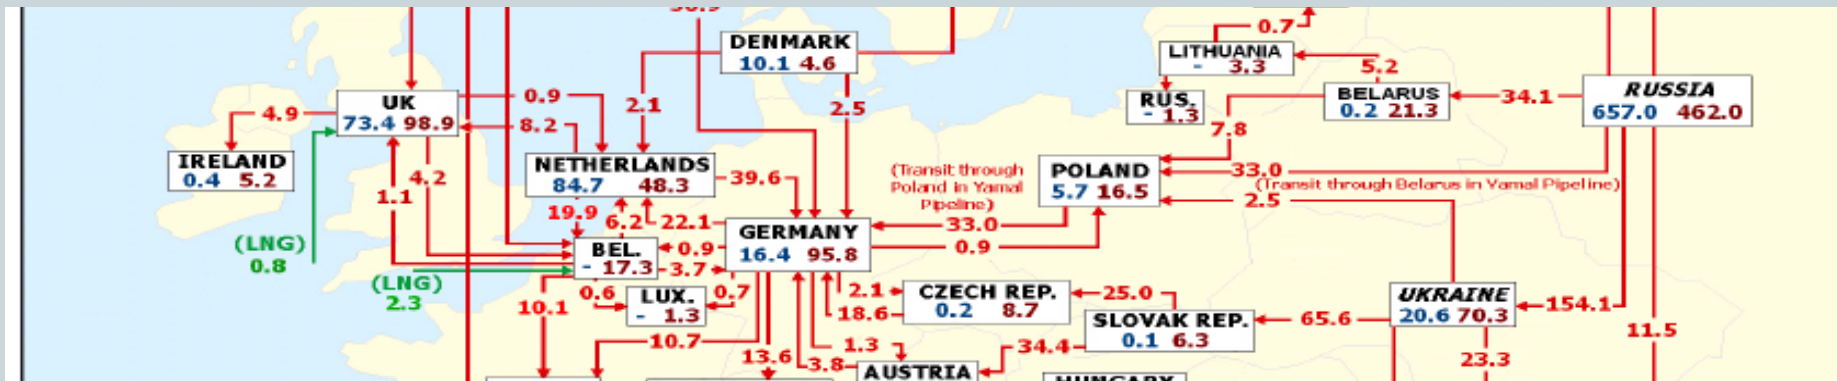 DENMARK
10.1 4.6
0.7
LITHUANIA
- 3.3
5.2
UK
73.4 98.9
0.9
2.1
2.5
RUS.
- 1.3
BELARUS
0.2 21.3
34.1
RUSSIA
657.0 462.0
4.9
8.2
7.8
IRELAND
0.4 5.2
4.2
1.1
NETHERLANDS
84.7 48.3
39.6
(Transit through
Poland in Yamal
Pipeline)
POLAND
5.7 16.5
33.0
(Transit through Belarus in Yamal Pipeline)
2.5
19.9
6.2
22.1
GERMANY
16.4 95.8
33.0
0.9
(LNG)
0.8
BEL.
- 17.3
0.9
3.7
(LNG)
2.3
10.1
0.6
LUX.
- 1.3
0.7
2.1
18.6
CZECH REP.
0.2 8.7
25.0
SLOVAK REP.
0.1 6.3
65.6
UKRAINE
20.6 70.3
154.1
11.5
10.7
13.6
1.3
3.8
34.4
23.3
AUSTRIA
HUNGARY